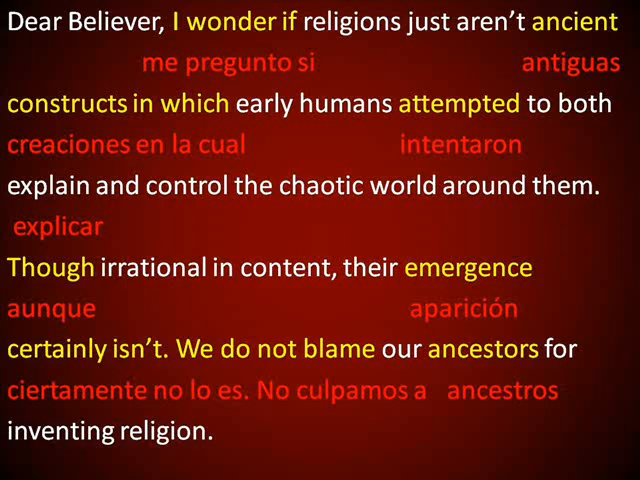 Dear Believer, I wonder if religions just aren’t ancient
me pregunto si antiguas
constructs in which early humans attempted to both
creaciones en la cual intentaron
explain and control the chaotic world around them.
explicar
Though irrational in content, their emergence
aunque aparición
certainly isn’t. We do not blame our ancestors for
ciertamente no lo es. No culpamos a ancestros
inventing religion.